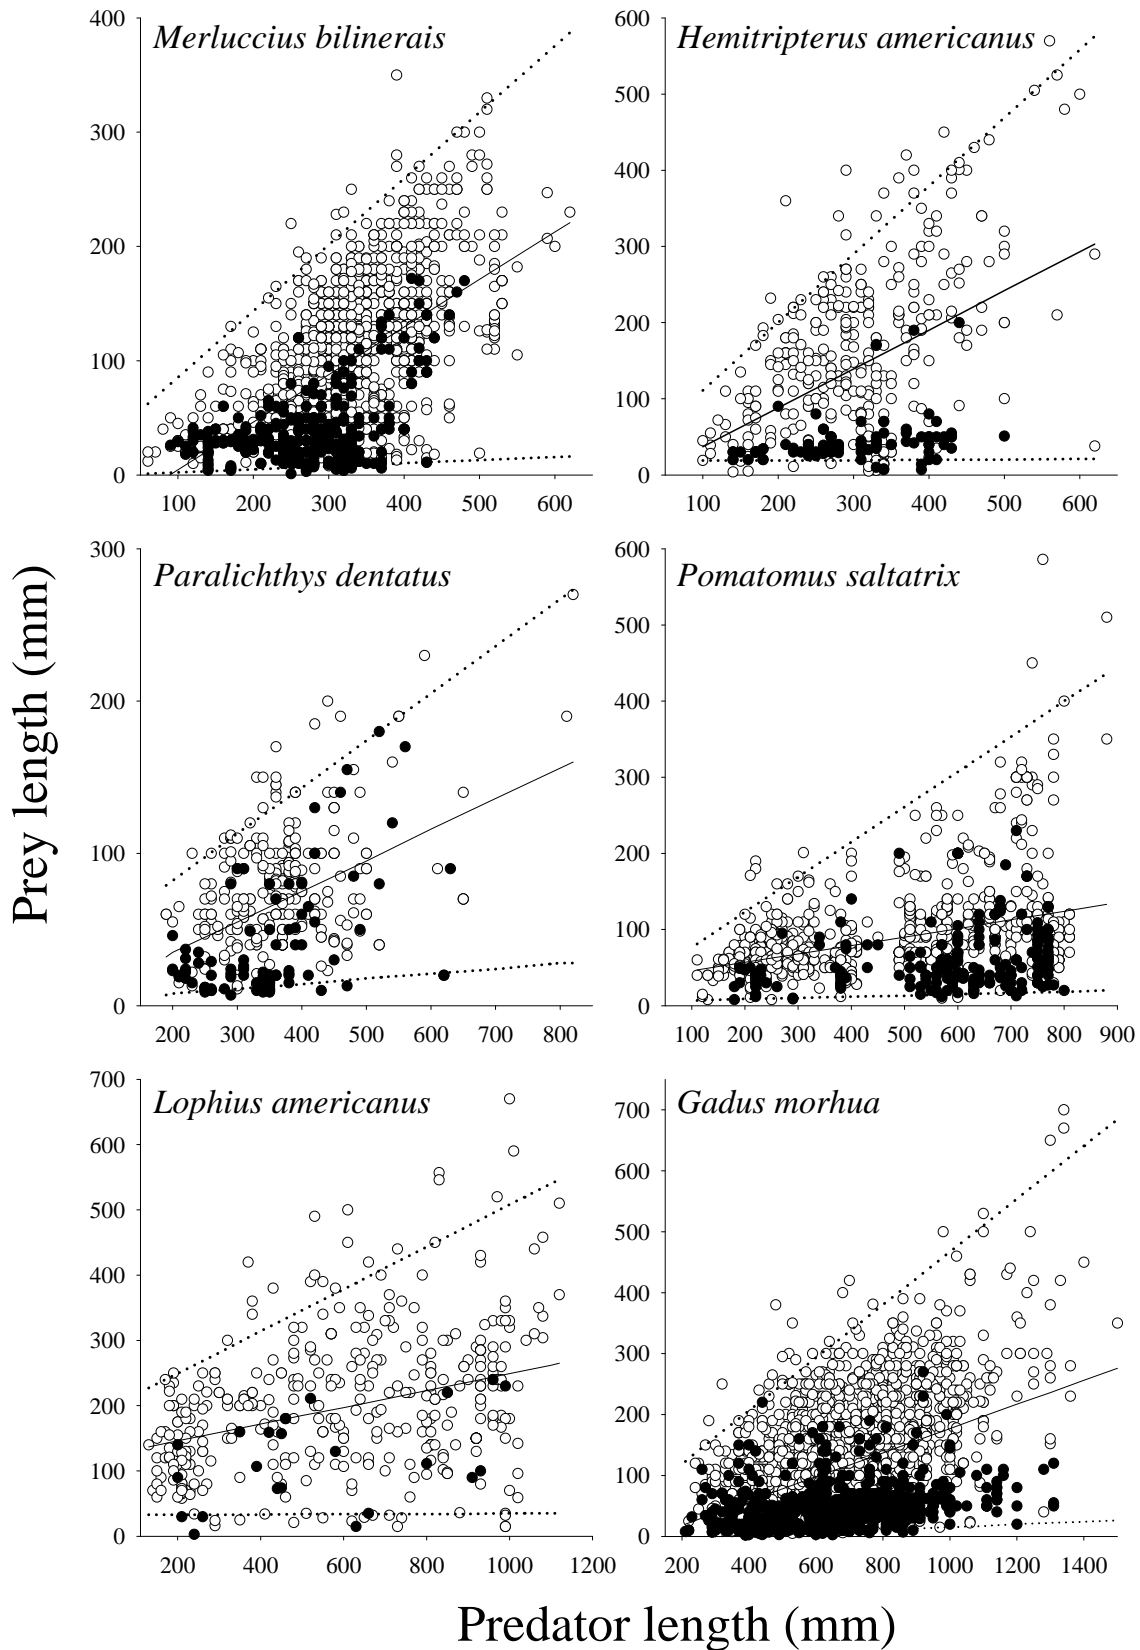 Merluccius bilinerais
400
300
200
100
0
100 200 300 400 500 600
Hemitripterus americanus
600
500
400
300
200
100
0
100 200 300 400 500 600
Paralichthys dentatus
300
200
100
0
200 300 400 500 600 700 800
Pomatomus saltatrix
600
500
400
300
200
100
0
100 200 300 400 500 600 700 800 900
Lophius americanus
700
600
500
400
300
200
100
0
200 400 600 800 1000 1200
Gadus morhua
700
600
500
400
300
200
100
0
200 400 600 800 1000 1200 1400
Prey length (mm)
Predator length (mm)